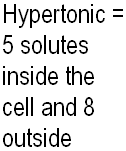 Hypertonic =
5 solutes
inside the
cell and 8
outside